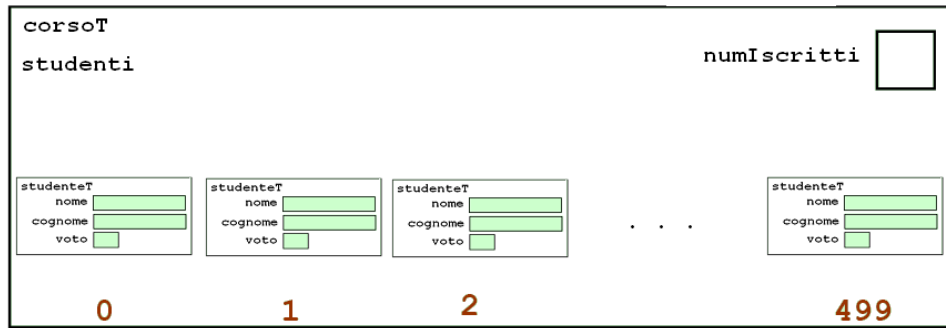 corsoT
studenti
numIscritti
studenteT
nome
cognome
voto
studenteT
nome
cognome
voto
studenteT
nome
cognome
voto
. . .
studenteT
nome
cognome
voto
0
1
2
499